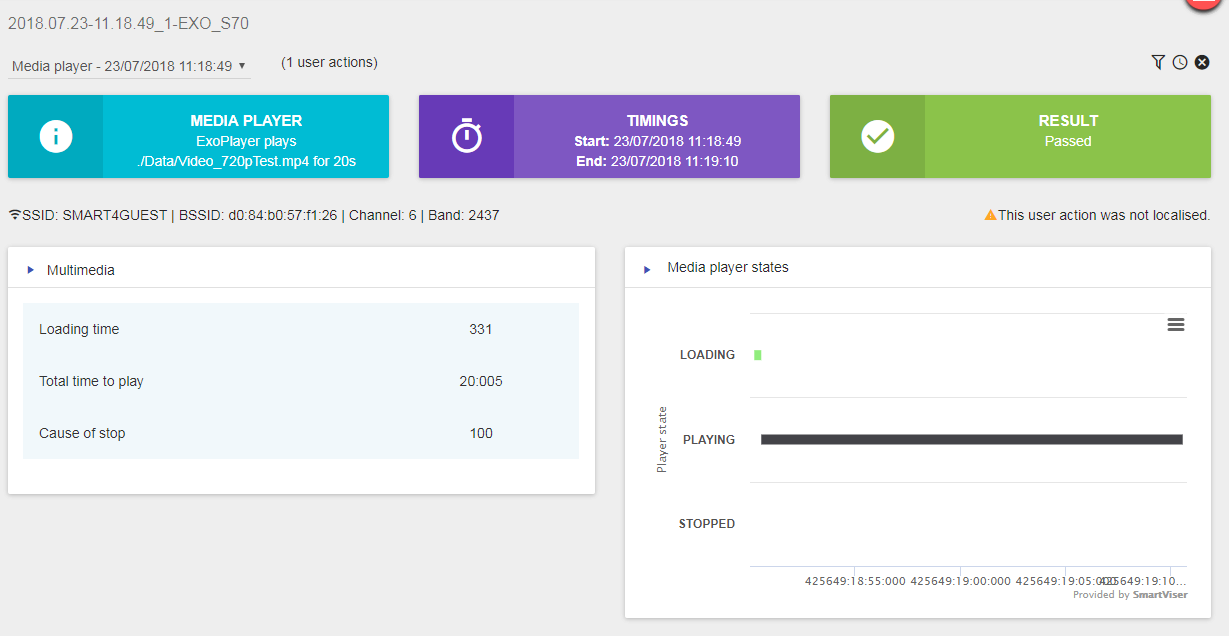 2018.07.23-11.18.49_1-EXO_S70
Media player - 23/07/2018 11:18:49 ▼
(1 user actions)
MEDIA PLAYER
ExoPlayer plays
./Data/Video_720pTest.mp4 for 20s
TIMINGS
Start: 23/07/2018 11:18:49
End: 23/07/2018 11:19:10
RESULT
Passed
SSID: SMART4GUEST | BSSID: d0:84:b0:57:f1:26 | Channel: 6 | Band: 2437
This user action was not localised.
Multimedia
Loading time 331
Total time to play 20:005
Cause of stop 100
Media player states
Player state
LOADING
PLAYING
STOPPED
425649:18:55:000 425649:19:00:000 425649:19:05:000 425649:19:10...
Provided by SmartViser